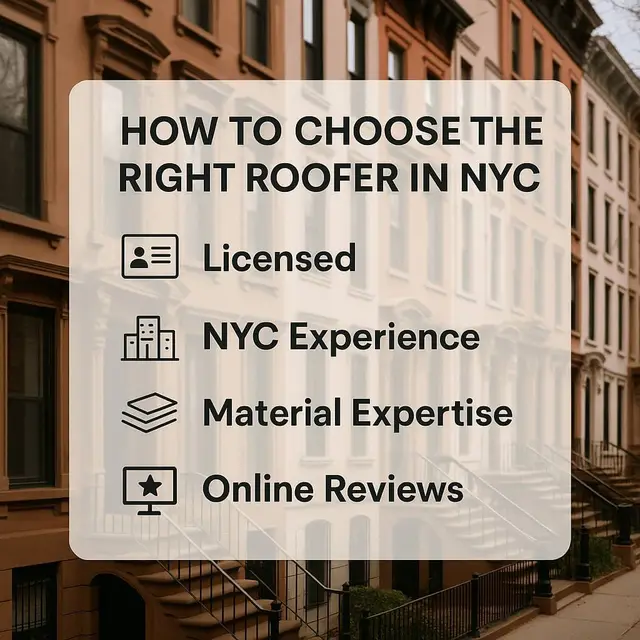 HOW TO CHOOSE THE
RIGHT ROOFER IN NYC
Licensed
NYC Experience
Material Expertise
Online Reviews